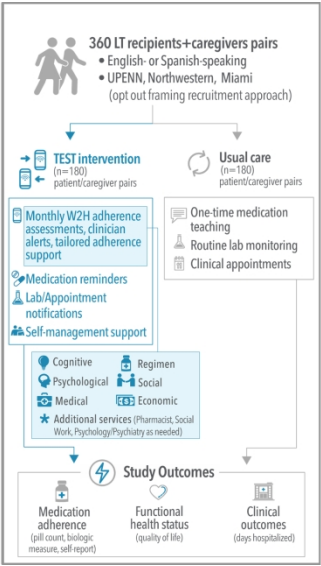 360 LT recipients+caregivers pairs
• English- or Spanish-speaking
• UPENN, Northwestern, Miami
(opt out framing recruitment approach)
TEST intervention
(n=180)
patient/caregiver pairs
Monthly W2H adherence
assessments, clinician
alerts, tailored adherence
support
Medication reminders
Lab/Appointment
notifications
Self-management support
Usual care
(n=180)
patient/caregiver pairs
One-time medication
teaching
Routine lab monitoring
Clinical appointments
Cognitive
Regimen
Psychological
Social
Medical
Economic
* Additional services (Pharmacist, Social
Work, Psychology/Psychiatry as needed)
Study Outcomes
Medication
adherence
(pill count, biologic
measure, self-report)
Functional
health status
(quality of life)
Clinical
outcomes
(days hospitalized)